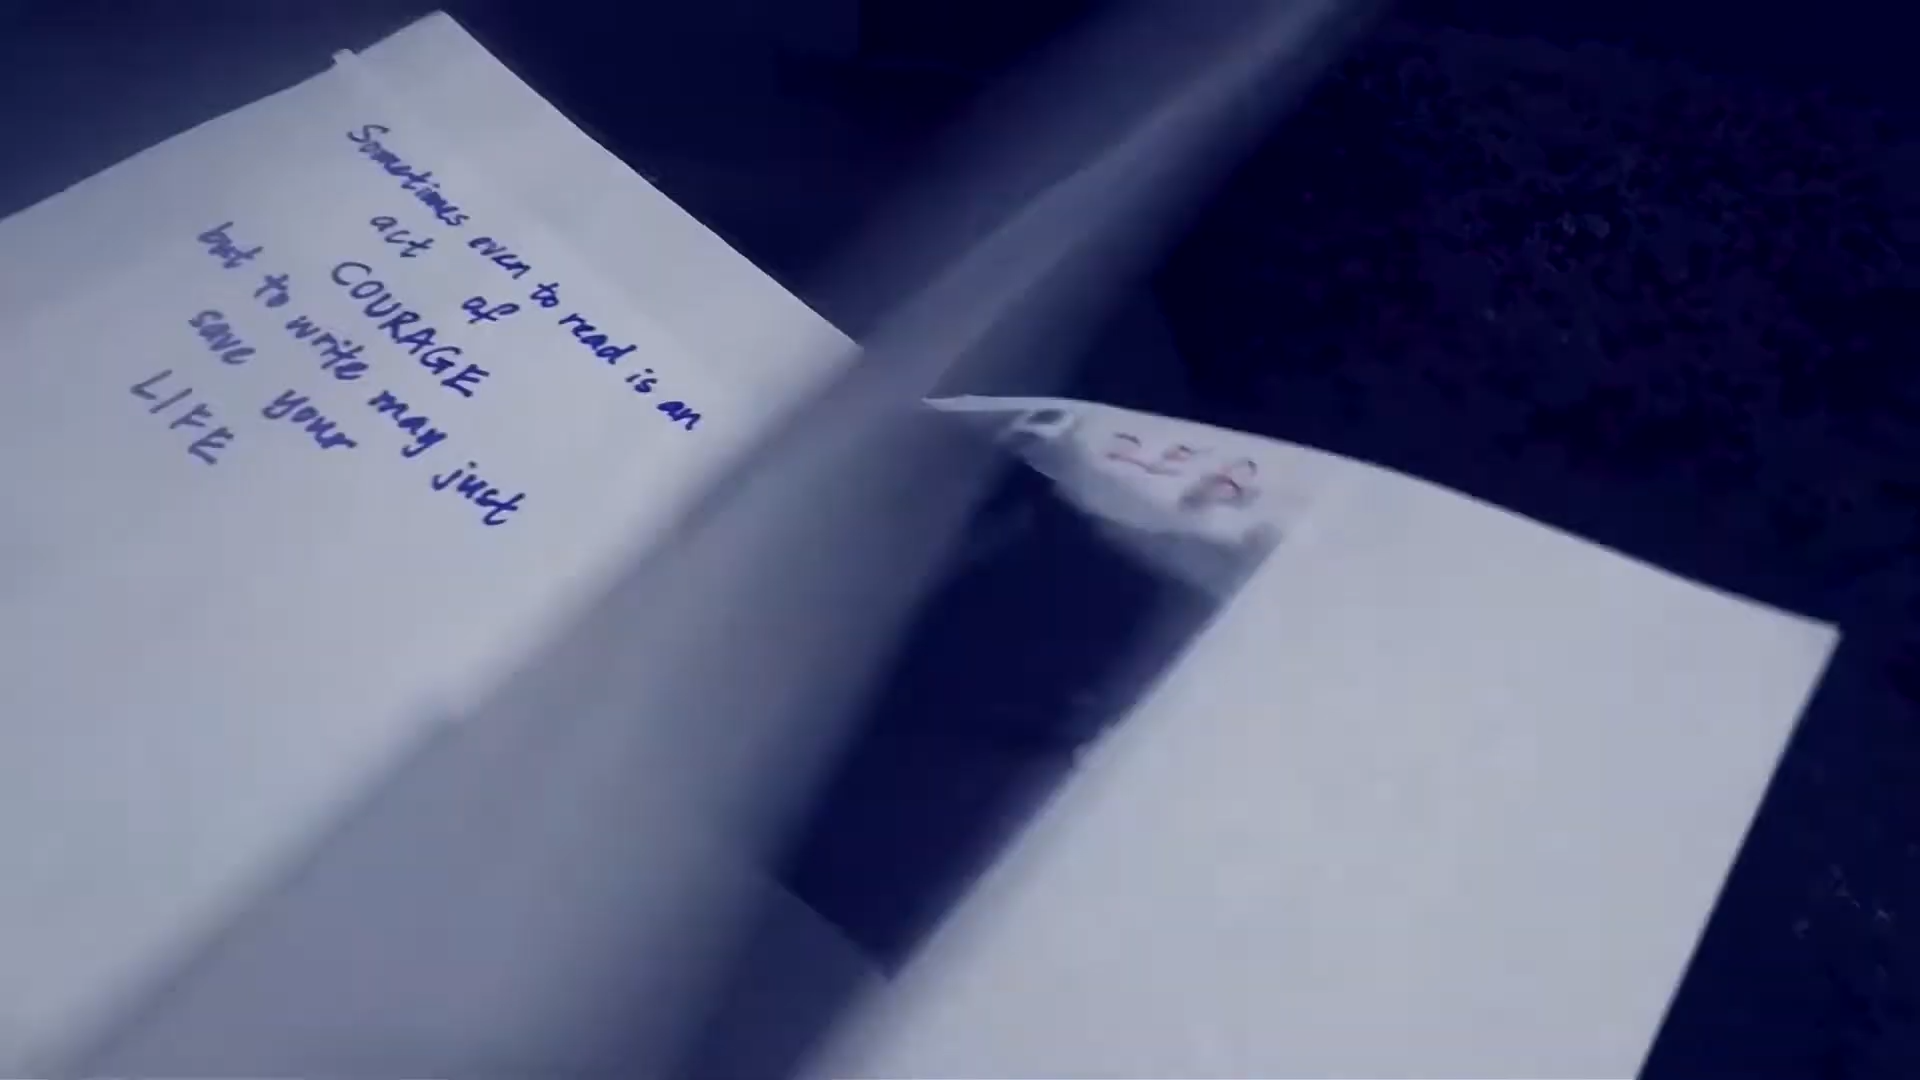 Sometimes even to read is an
act of
COURAGE
but to write may just
save your
LIFE